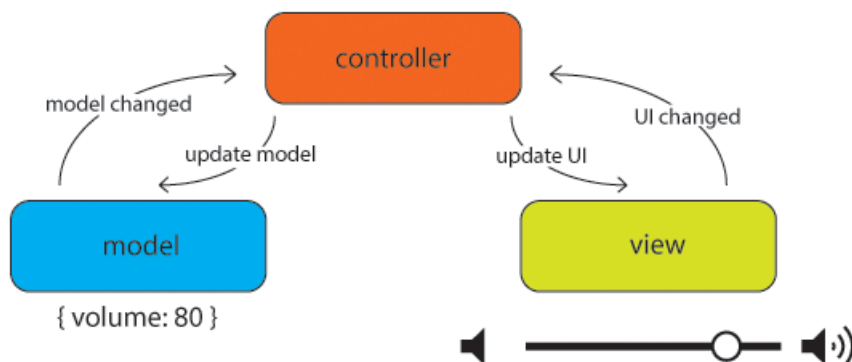 controller
model changed
UI changed
update model
update UI
model
view
{ volume: 80 }